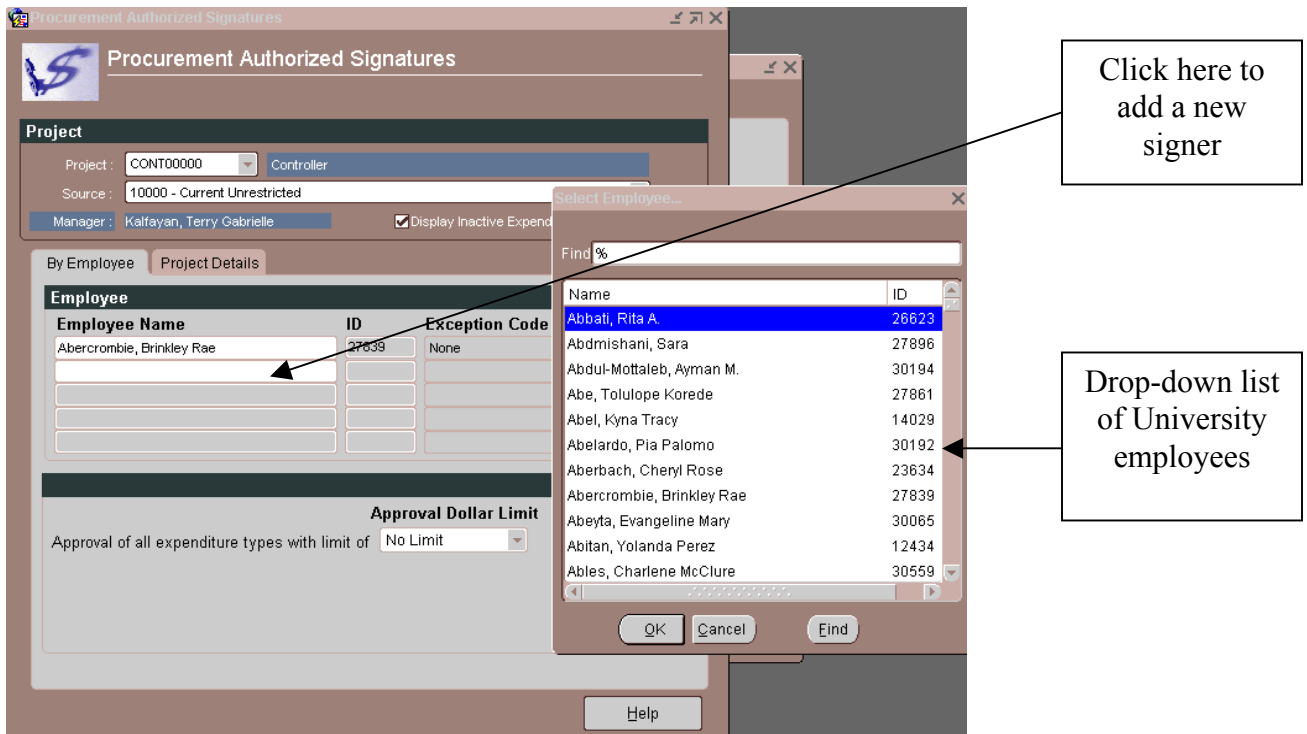 Procurement Authorized Signatures
Procurement Authorized Signatures
Project
Project : CONT00000 Controller
Source : 10000 - Current Unrestricted
Manager : Kalfayan, Terry Gabrielle Display Inactive Expend
By Employee Project Details
Employee
Employee Name ID Exception Code
Abercrombie, Brinkley Rae 27839 None
Approval Dollar Limit
Approval of all expenditure types with limit of No Limit
Help
Select Employee...
Find %
Name ID
Abbati, Rita A. 26623
Abdmishani, Sara 27896
Abdul-Mottaleb, Ayman M. 30194
Abe, Tolulope Korede 27861
Abel, Kyna Tracy 14029
Abelardo, Pia Palomo 30192
Aberbach, Cheryl Rose 23634
Abercrombie, Brinkley Rae 27839
Abeyta, Evangeline Mary 30065
Abitan, Yolanda Perez 12434
Ables, Charlene McClure 30559
OK Cancel Find
Click here to
add a new
signer
Drop-down list
of University
employees